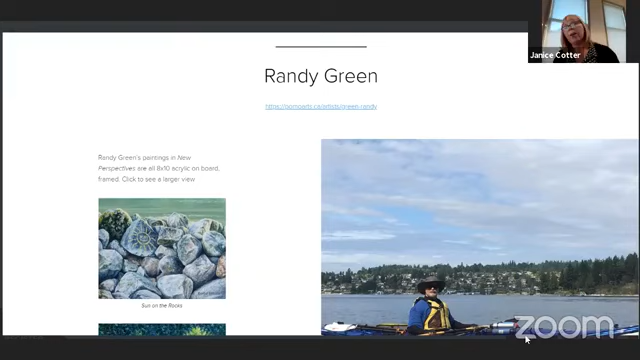 Janice Cotter
Randy Green
https://pomoarts.ca/artists/green-randy
Randy Green's paintings in New
Perspectives are all 8x10 acrylic on board,
framed. Click to see a larger view
Sun on the Rocks
zoom